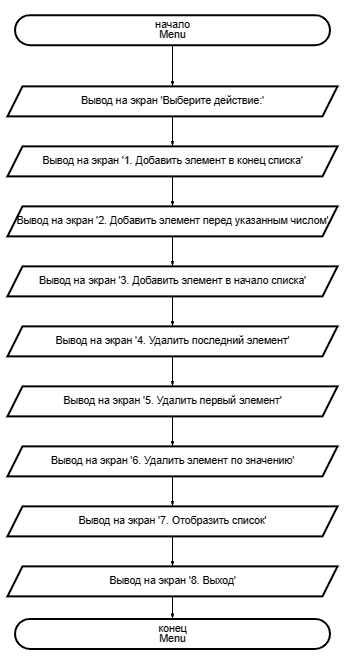 начало
Menu
Вывод на экран 'Выберите действие:'
Вывод на экран '1. Добавить элемент в конец списка'
Вывод на экран '2. Добавить элемент перед указанным числом'
Вывод на экран '3. Добавить элемент в начало списка'
Вывод на экран '4. Удалить последний элемент'
Вывод на экран '5. Удалить первый элемент'
Вывод на экран '6. Удалить элемент по значению'
Вывод на экран '7. Отобразить список'
Вывод на экран '8. Выход'
конец
Menu